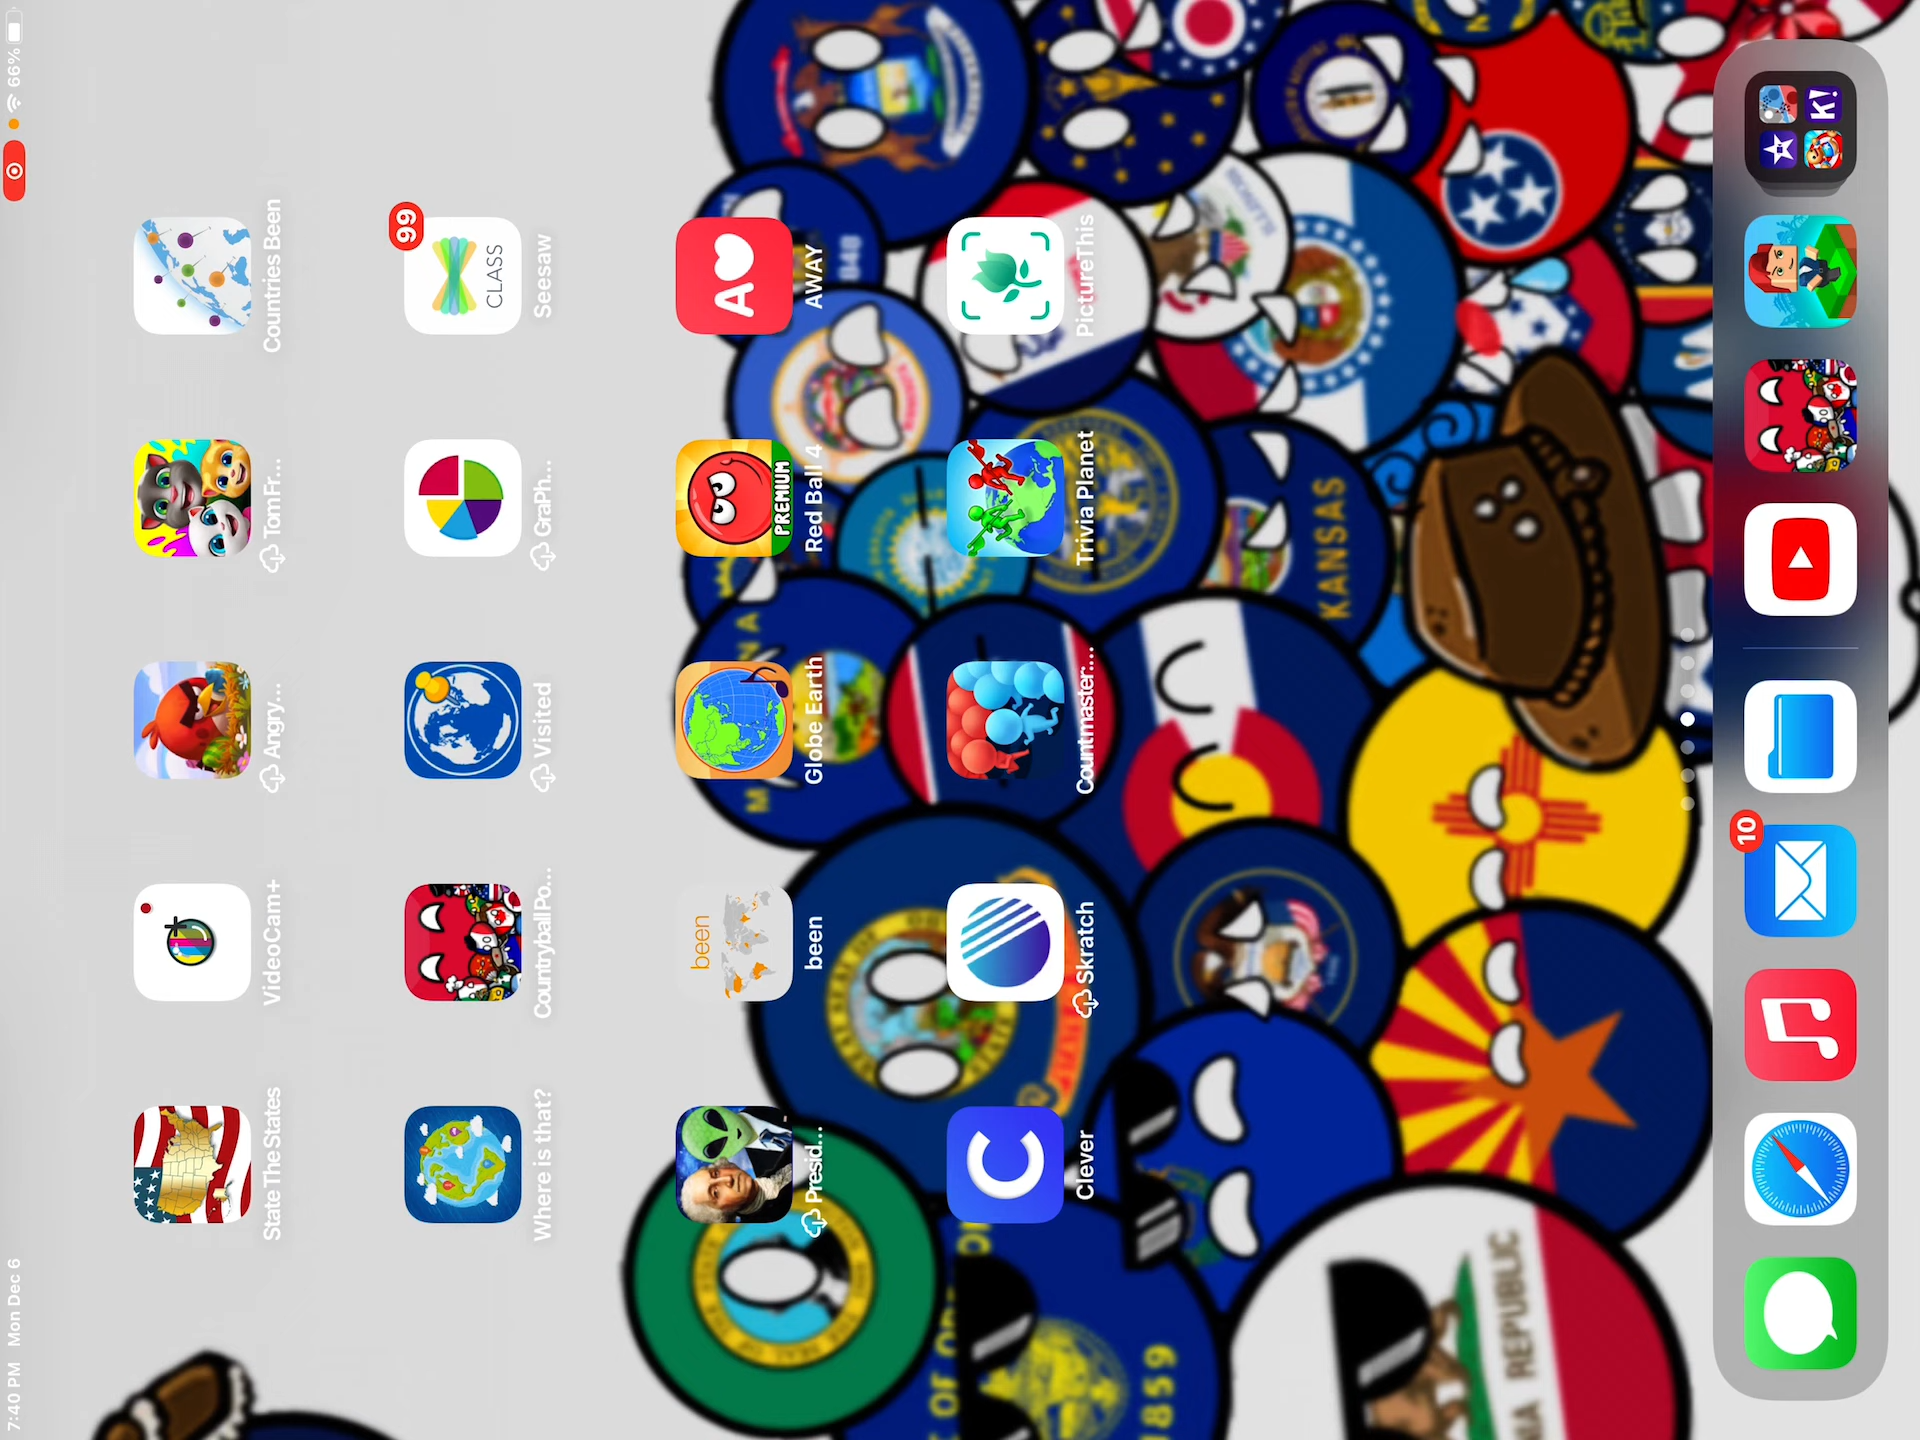 7:40 PM Mon Dec 6
66%
State The States
VideoCam+
Angry...
Tom Fr...
Countries Been
Where is that?
Countryball Po...
Visited
GraPh...
CLASS
99
Seesaw
Presid...
been
been
Globe Earth
PREMIUM
Red Ball 4
A
AWAY
Clever
Skratch
Countmaster:...
Trivia Planet
PictureThis
10
K!
KANSAS
1859
REPUBLIC